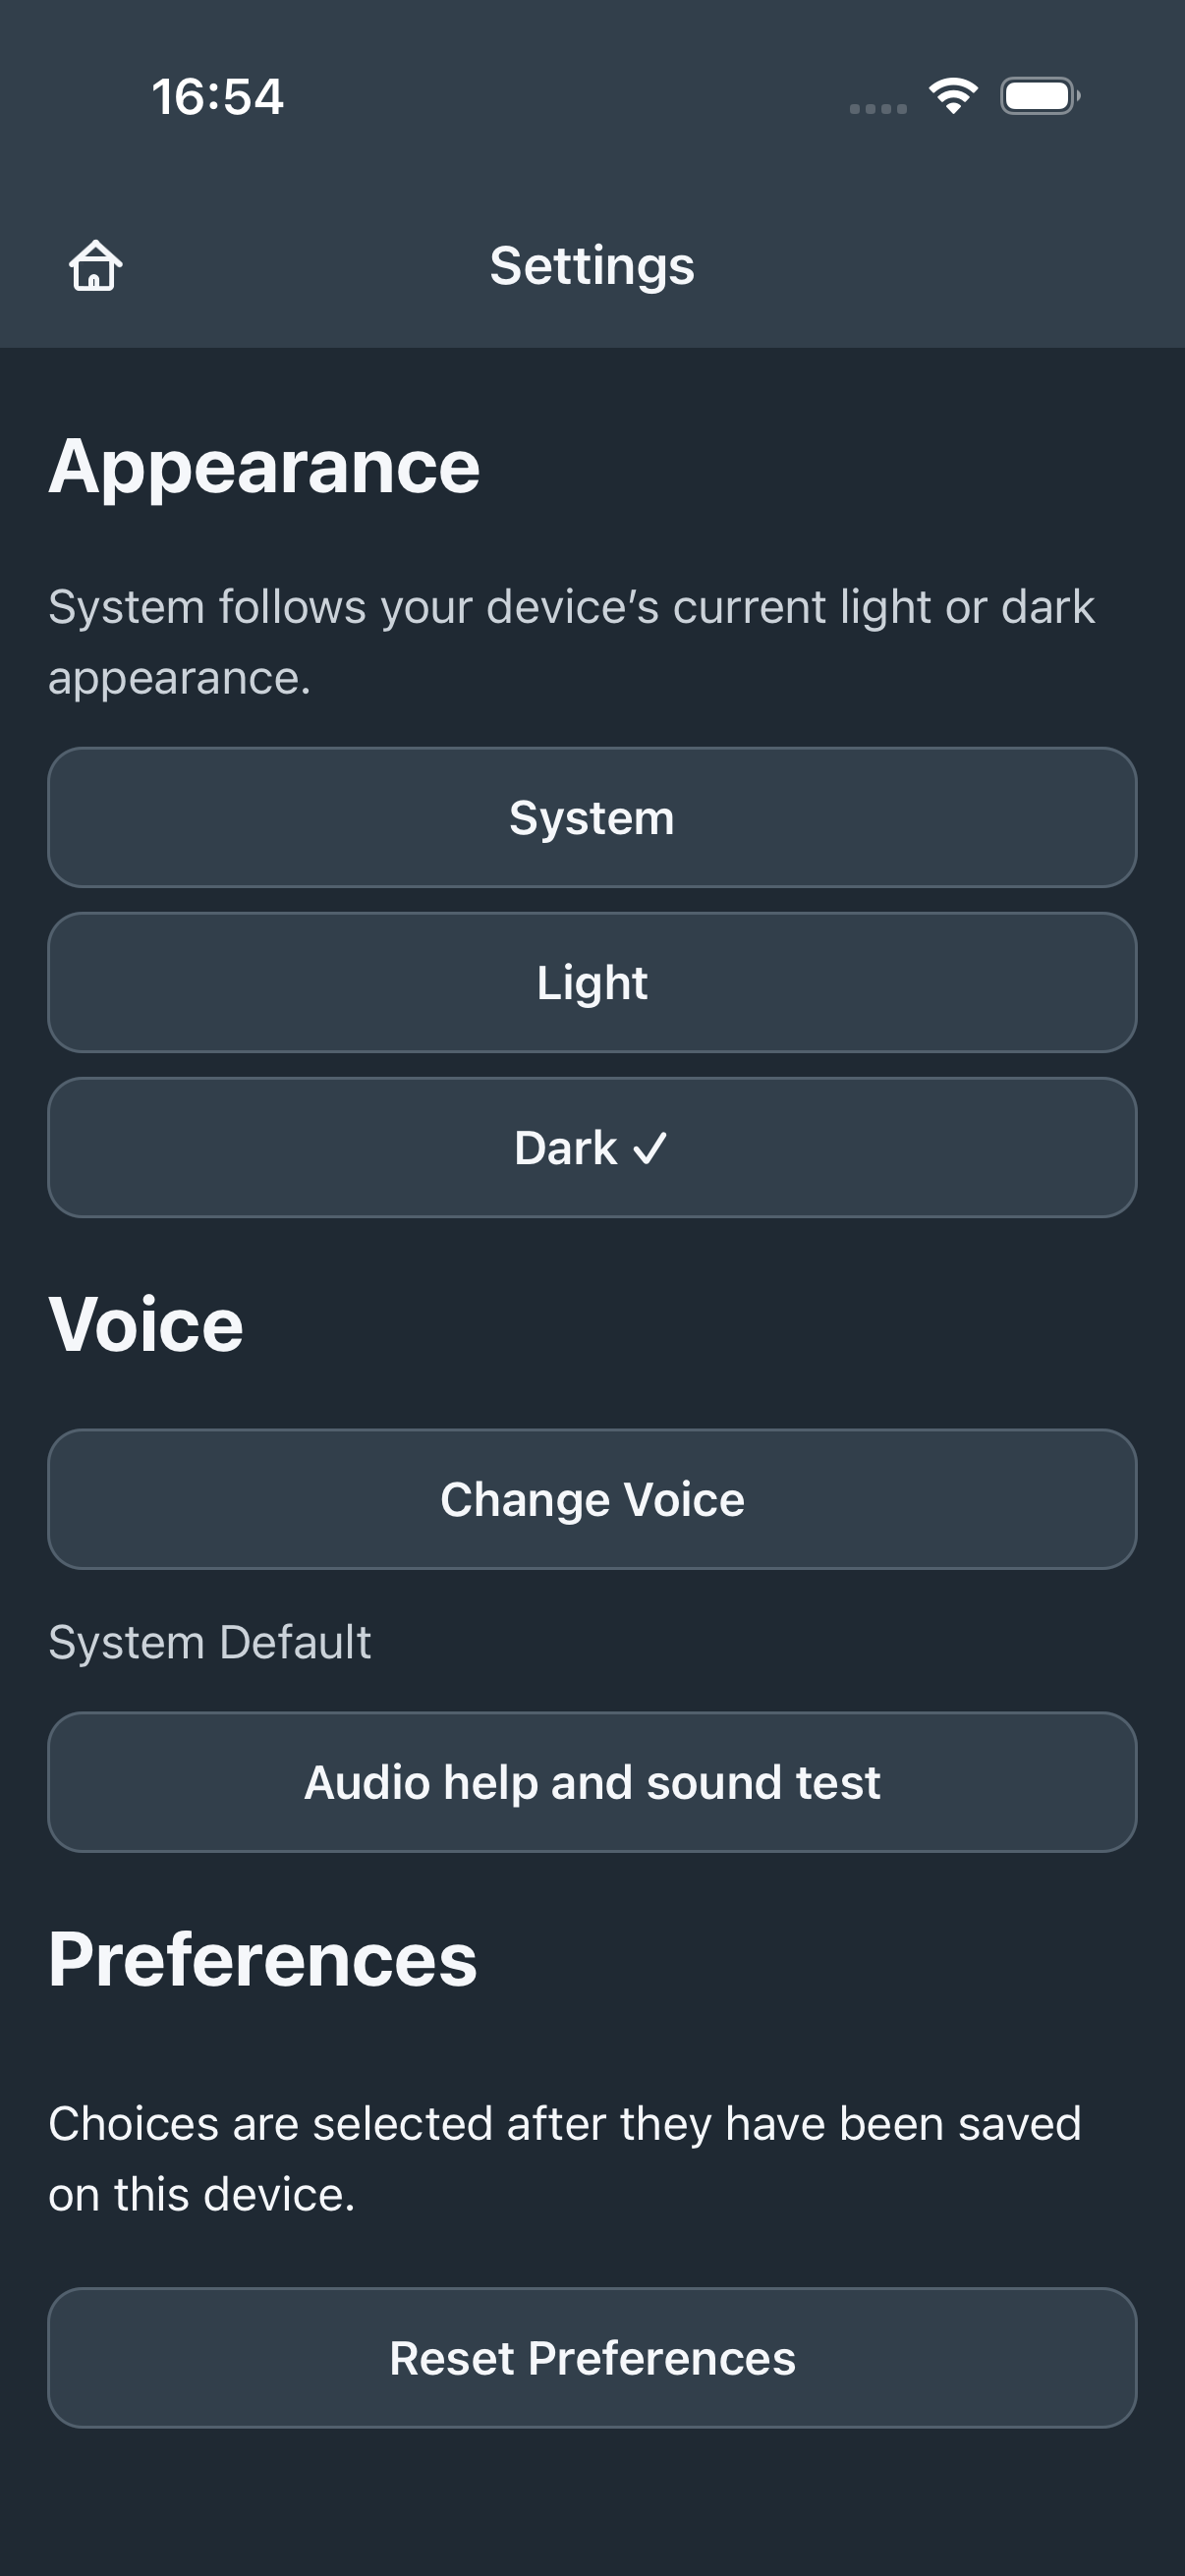 16:54
Settings
Appearance
System follows your device’s current light or dark
appearance.
System
Light
Dark ✓
Voice
Change Voice
System Default
Audio help and sound test
Preferences
Choices are selected after they have been saved
on this device.
Reset Preferences